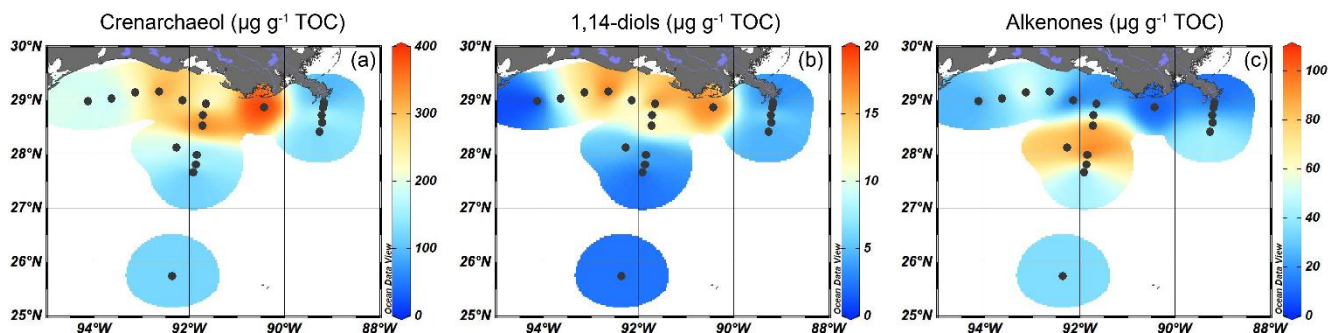 Crenarchaeol (µg g⁻¹ TOC)
30°N
29°N
28°N
27°N
26°N
25°N
94°W
92°W
90°W
88°W
(a)
400
300
200
100
0
Ocean Data View
1,14-diols (µg g⁻¹ TOC)
30°N
29°N
28°N
27°N
26°N
25°N
94°W
92°W
90°W
88°W
(b)
20
15
10
5
0
Ocean Data View
Alkenones (µg g⁻¹ TOC)
30°N
29°N
28°N
27°N
26°N
25°N
94°W
92°W
90°W
88°W
(c)
100
80
60
40
20
0
Ocean Data View